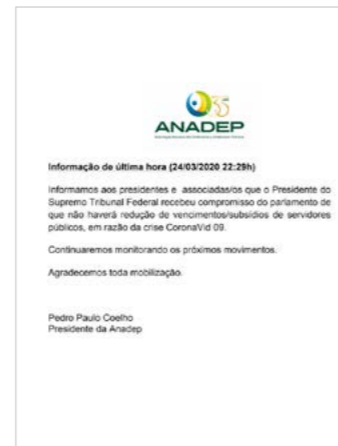 35
ANADEP
Informação de última hora (24/03/2020 22:29h)
Informamos aos presidentes e associadas/os que o Presidente do
Supremo Tribunal Federal recebeu compromisso do parlamento de
que não haverá redução de vencimentos/subsídios de servidores
públicos, em razão da crise CoronaVid 09.
Continuaremos monitorando os próximos movimentos.
Agradecemos toda mobilização.
Pedro Paulo Coelho
Presidente da Anadep